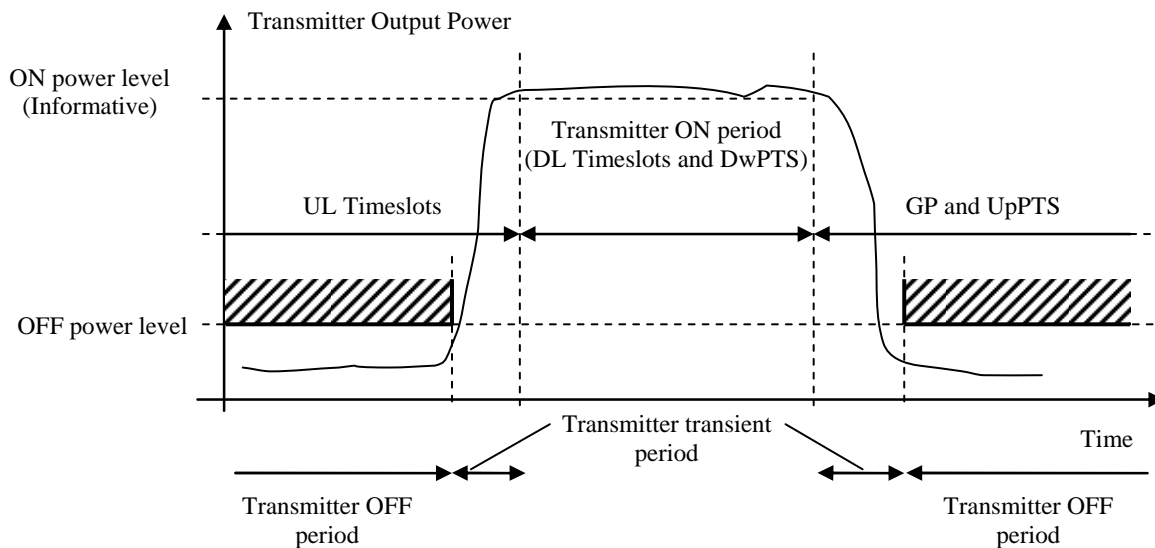 Transmitter Output Power
ON power level
(Informative)
Transmitter ON period
(DL Timeslots and DwPTS)
UL Timeslots
GP and UpPTS
OFF power level
Transmitter transient
period
Time
Transmitter OFF
period
Transmitter OFF
period